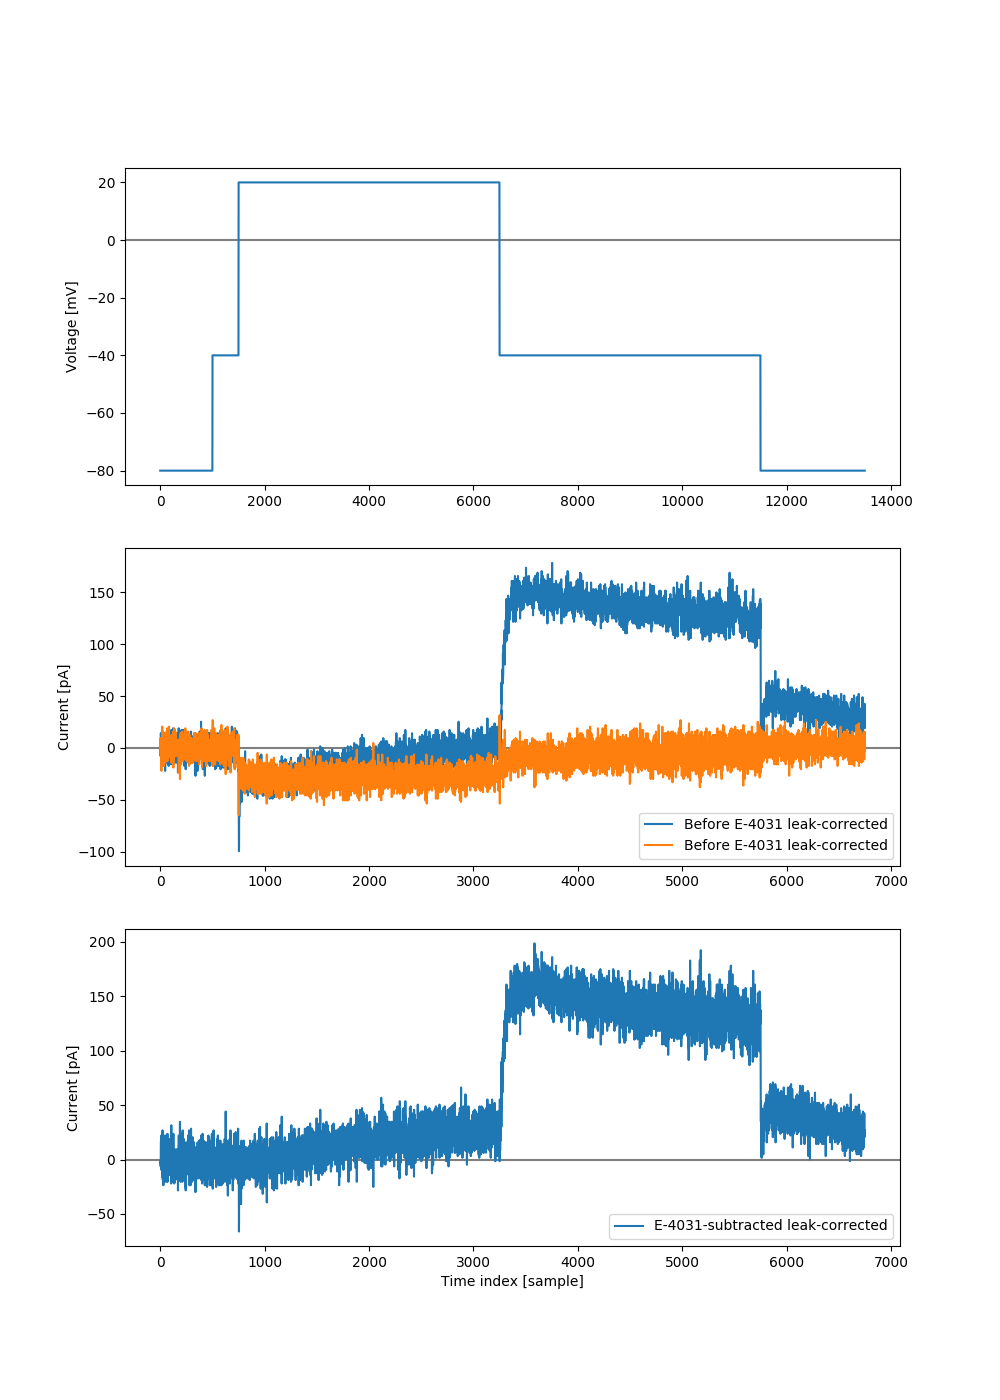 20
0
−20
−40
−60
−80
Voltage [mV]
0 2000 4000 6000 8000 10000 12000 14000
150
100
50
0
−50
−100
Current [pA]
Before E-4031 leak-corrected
Before E-4031 leak-corrected
0 1000 2000 3000 4000 5000 6000 7000
200
150
100
50
0
−50
Current [pA]
E-4031-subtracted leak-corrected
0 1000 2000 3000 4000 5000 6000 7000
Time index [sample]